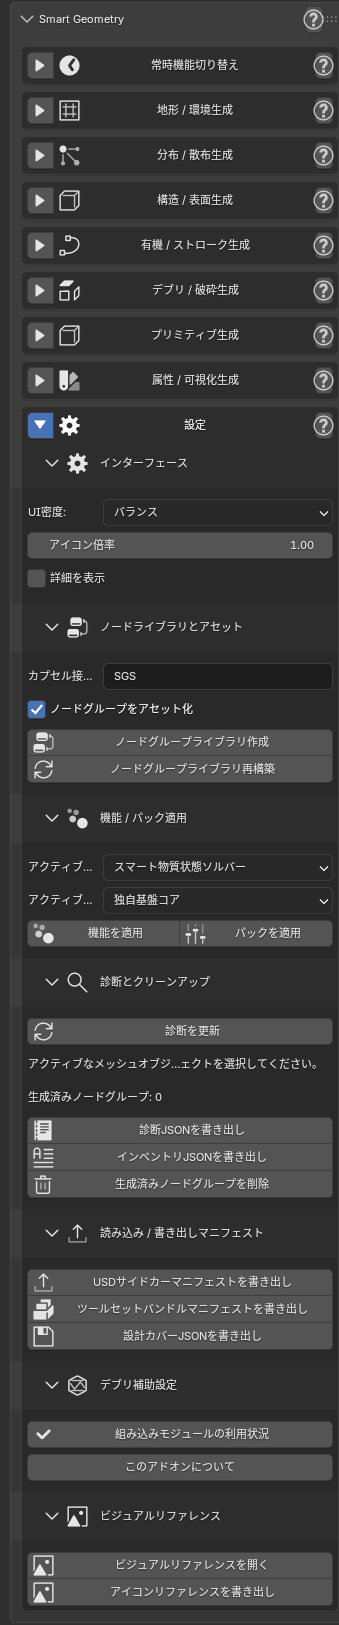 Smart Geometry
常時機能切り替え
地形 / 環境生成
分布 / 散布生成
構造 / 表面生成
有機 / ストローク生成
デブリ / 破砕生成
プリミティブ生成
属性 / 可視化生成
設定
インターフェース
UI密度: バランス
アイコン倍率 1.00
詳細を表示
ノードライブラリとアセット
カプセル接... SGS
ノードグループをアセット化
ノードグループライブラリ作成
ノードグループライブラリ再構築
機能 / パック適用
アクティブ... スマート物質状態ソルバー
アクティブ... 独自基盤コア
機能を適用 パックを適用
診断とクリーンアップ
診断を更新
アクティブなメッシュオブジ...ェクトを選択してください。
生成済みノードグループ: 0
診断JSONを書き出し
インベントリJSONを書き出し
生成済みノードグループを削除
読み込み / 書き出しマニフェスト
USDサイドカーマニフェストを書き出し
ツールセットバンドルマニフェストを書き出し
設計カバーJSONを書き出し
デブリ補助設定
組み込みモジュールの利用状況
このアドオンについて
ビジュアルリファレンス
ビジュアルリファレンスを開く
アイコンリファレンスを書き出し